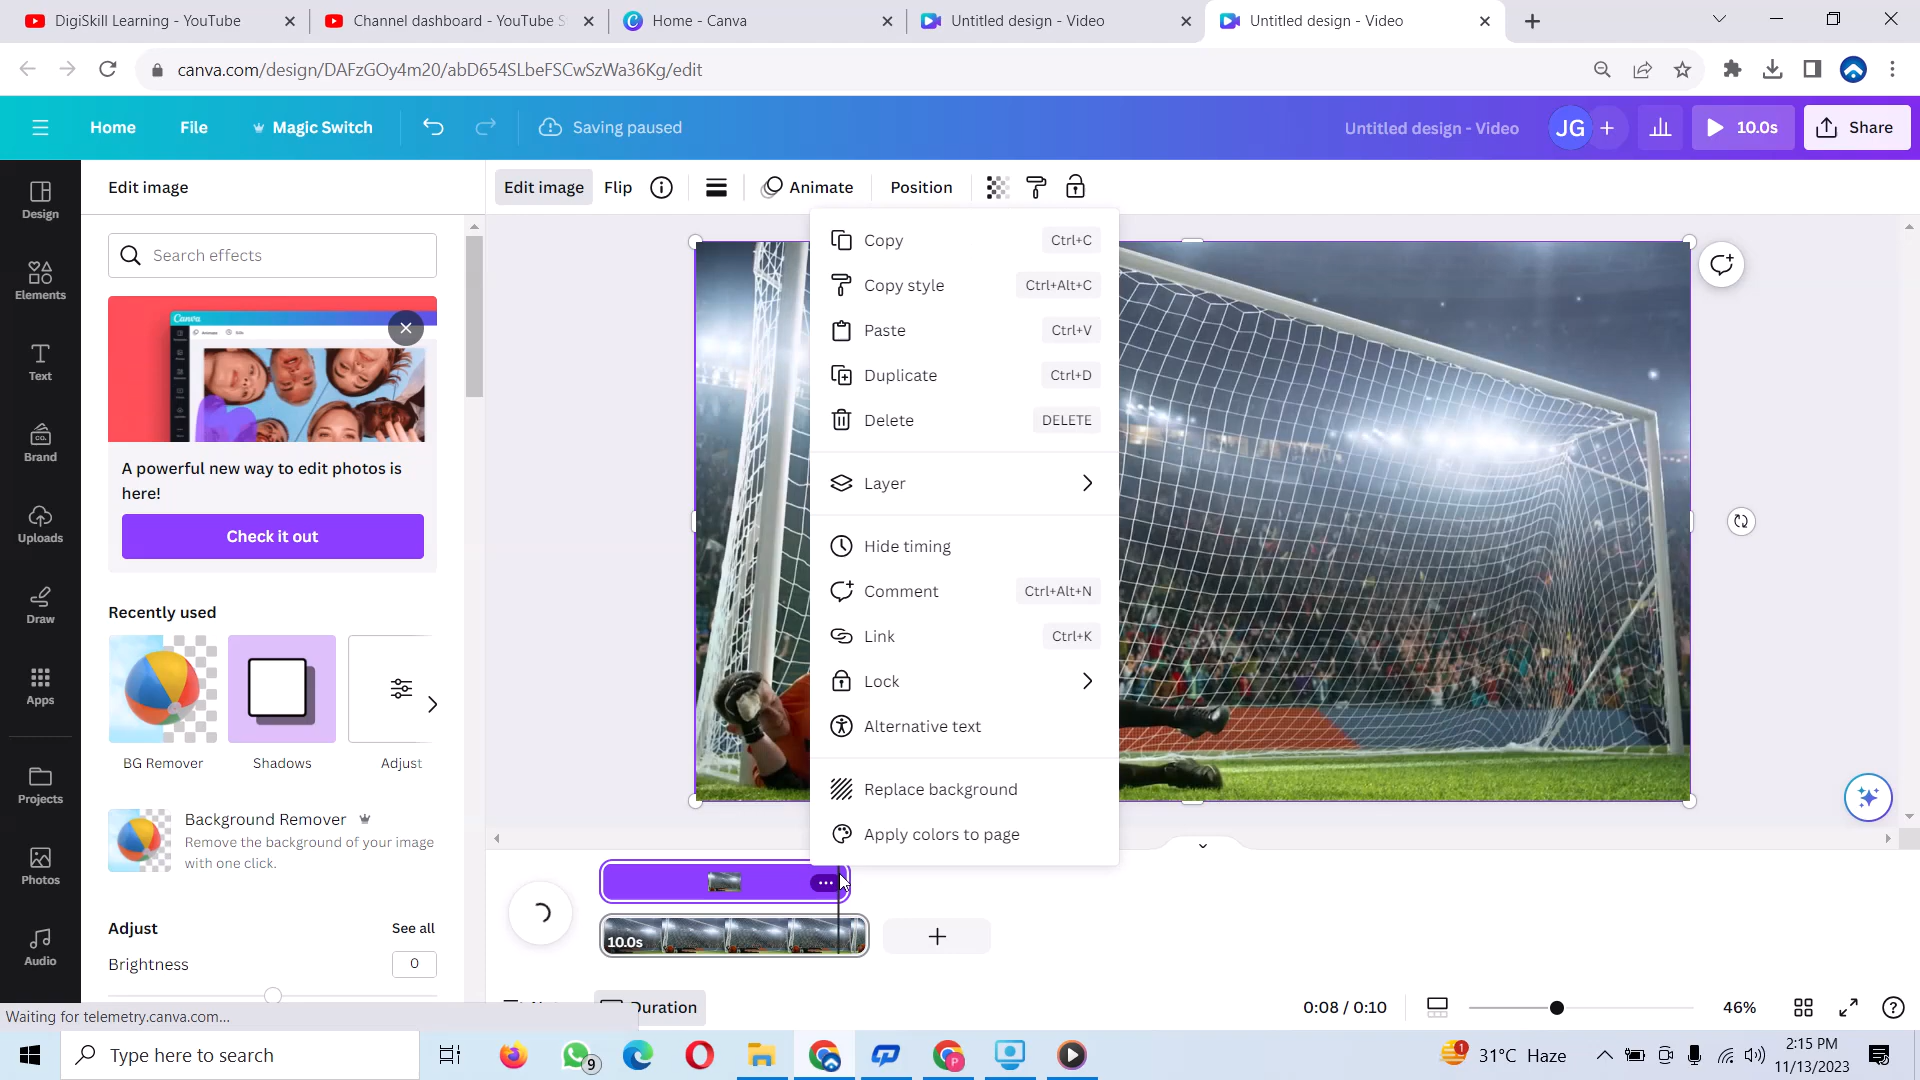 DigiSkill Learning - YouTube
Channel dashboard - YouTube S
Home - Canva
Untitled design - Video
Untitled design - Video
canva.com/design/DAFzGOy4m20/abD654SLbeFSCwSzWa36Kg/edit
Home
File
Magic Switch
Saving paused
Untitled design - Video
JG
10.0s
Share
Design
Elements
Text
Brand
Uploads
Draw
Apps
Projects
Photos
Audio
Edit image
Search effects
Canva
A powerful new way to edit photos is
here!
Check it out
Recently used
BG Remover
Shadows
Adjust
Background Remover
Remove the background of your image
with one click.
Adjust
See all
Brightness
0
Edit image
Flip
Animate
Position
Copy
Ctrl+C
Copy style
Ctrl+Alt+C
Paste
Ctrl+V
Duplicate
Ctrl+D
Delete
DELETE
Layer
Hide timing
Comment
Ctrl+Alt+N
Link
Ctrl+K
Lock
Alternative text
Replace background
Apply colors to page
10.0s
Duration
0:08 / 0:10
46%
Waiting for telemetry.canva.com...
Type here to search
9
1
31°C Haze
2:15 PM
11/13/2023